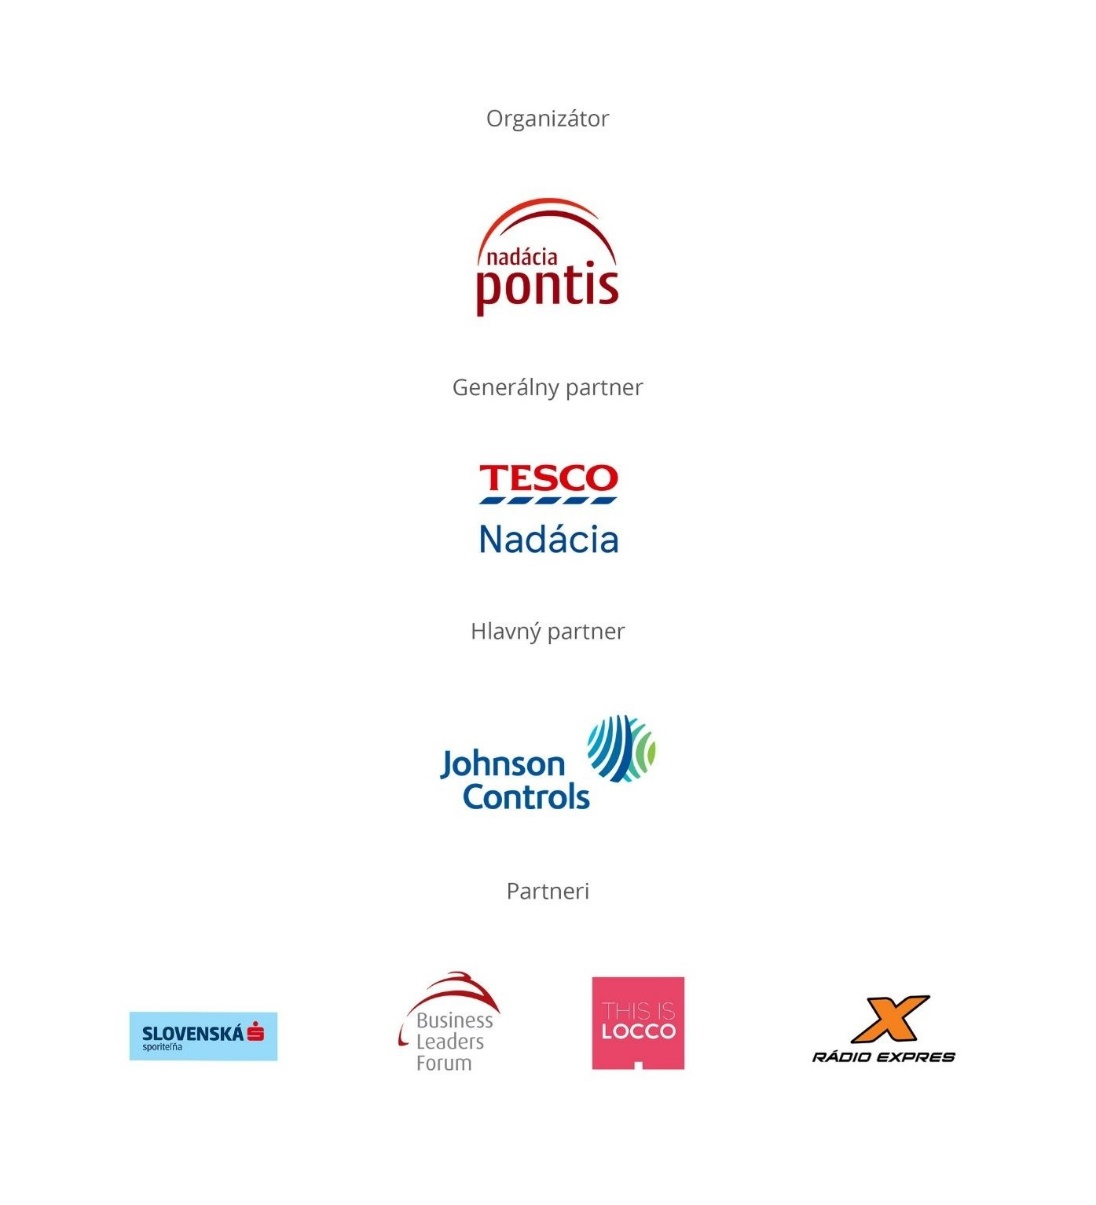 Organizátor
nadácia
pontis
Generálny partner
TESCO
Nadácia
Hlavný partner
Johnson
Controls
Partneri
SLOVENSKÁ
sporiteľňa
Business
Leaders
Forum
THIS IS
LOCCO
X
RÁDIO EXPRES